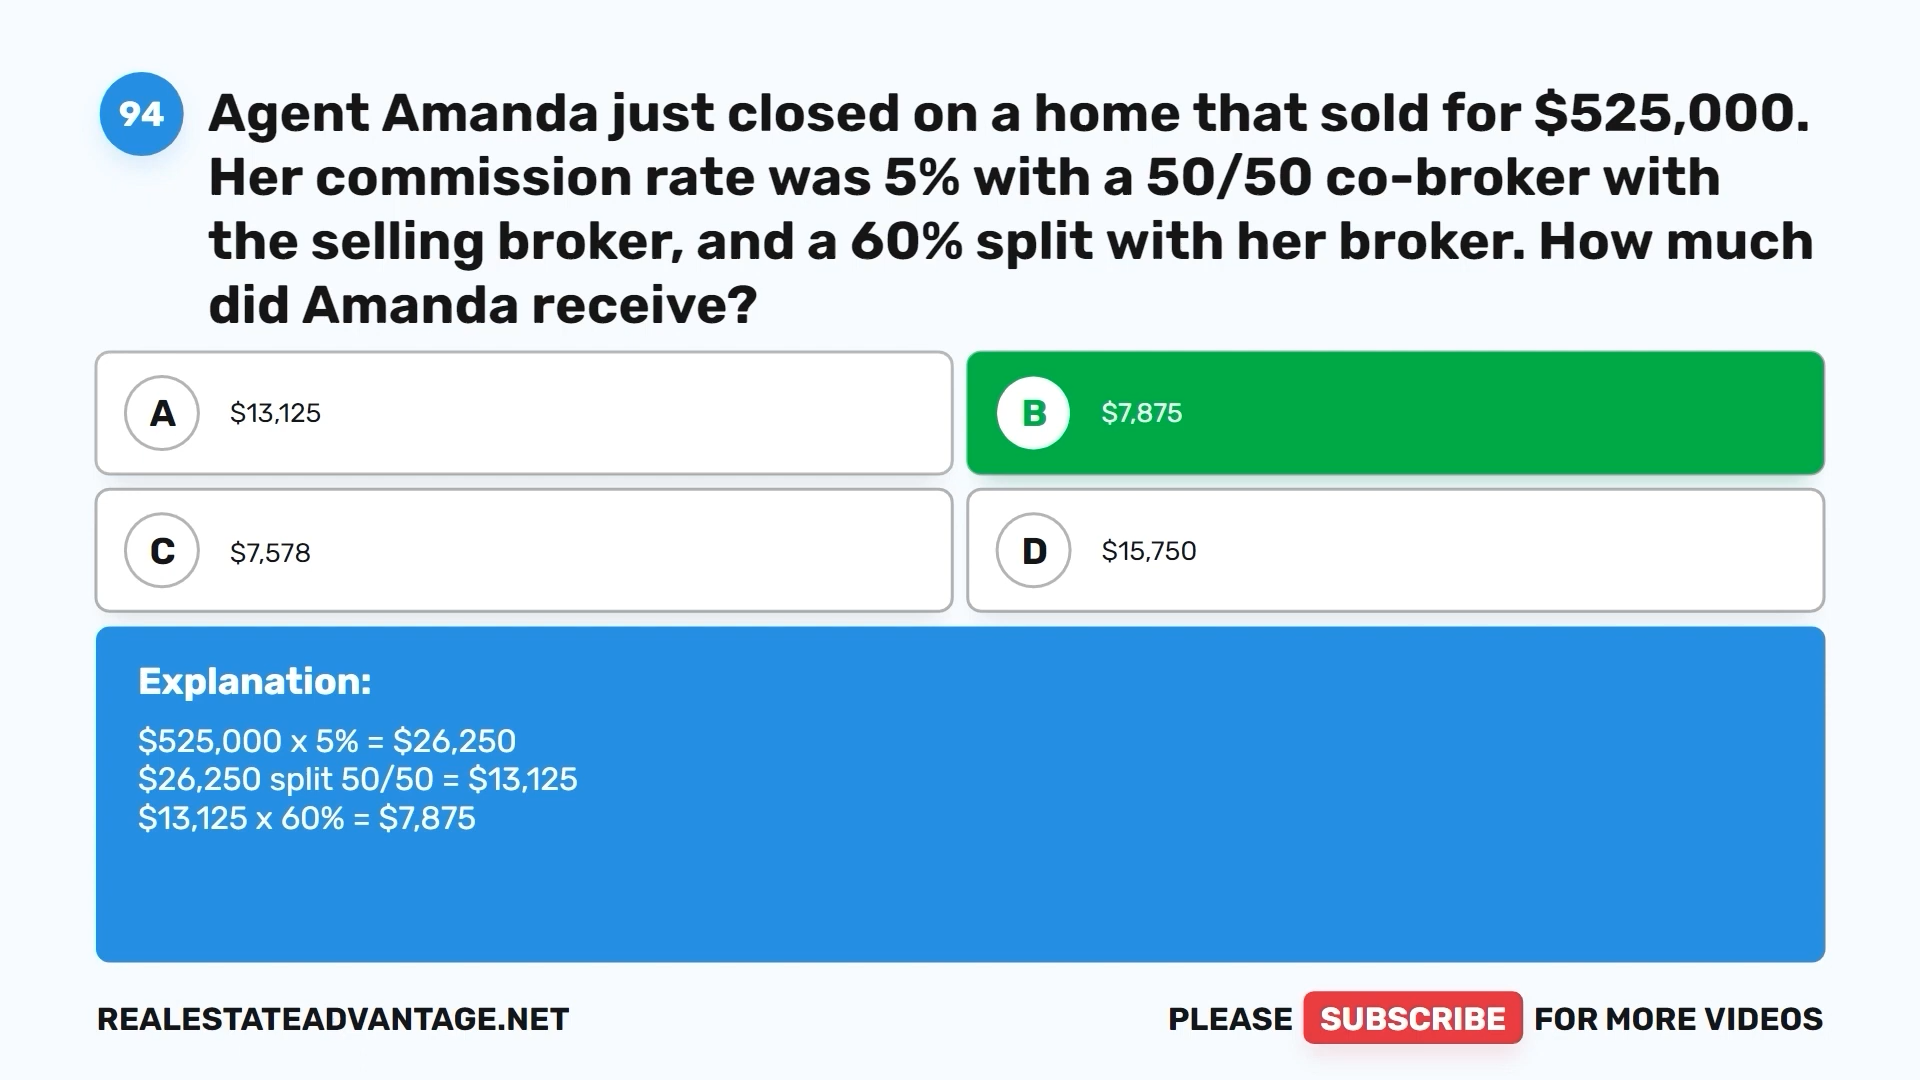 94
Agent Amanda just closed on a home that sold for $525,000.
Her commission rate was 5% with a 50/50 co-broker with
the selling broker, and a 60% split with her broker. How much
did Amanda receive?
A $13,125
B $7,875
C $7,578
D $15,750
Explanation:
$525,000 x 5% = $26,250
$26,250 split 50/50 = $13,125
$13,125 x 60% = $7,875
REALESTATEADVANTAGE.NET
PLEASE SUBSCRIBE FOR MORE VIDEOS